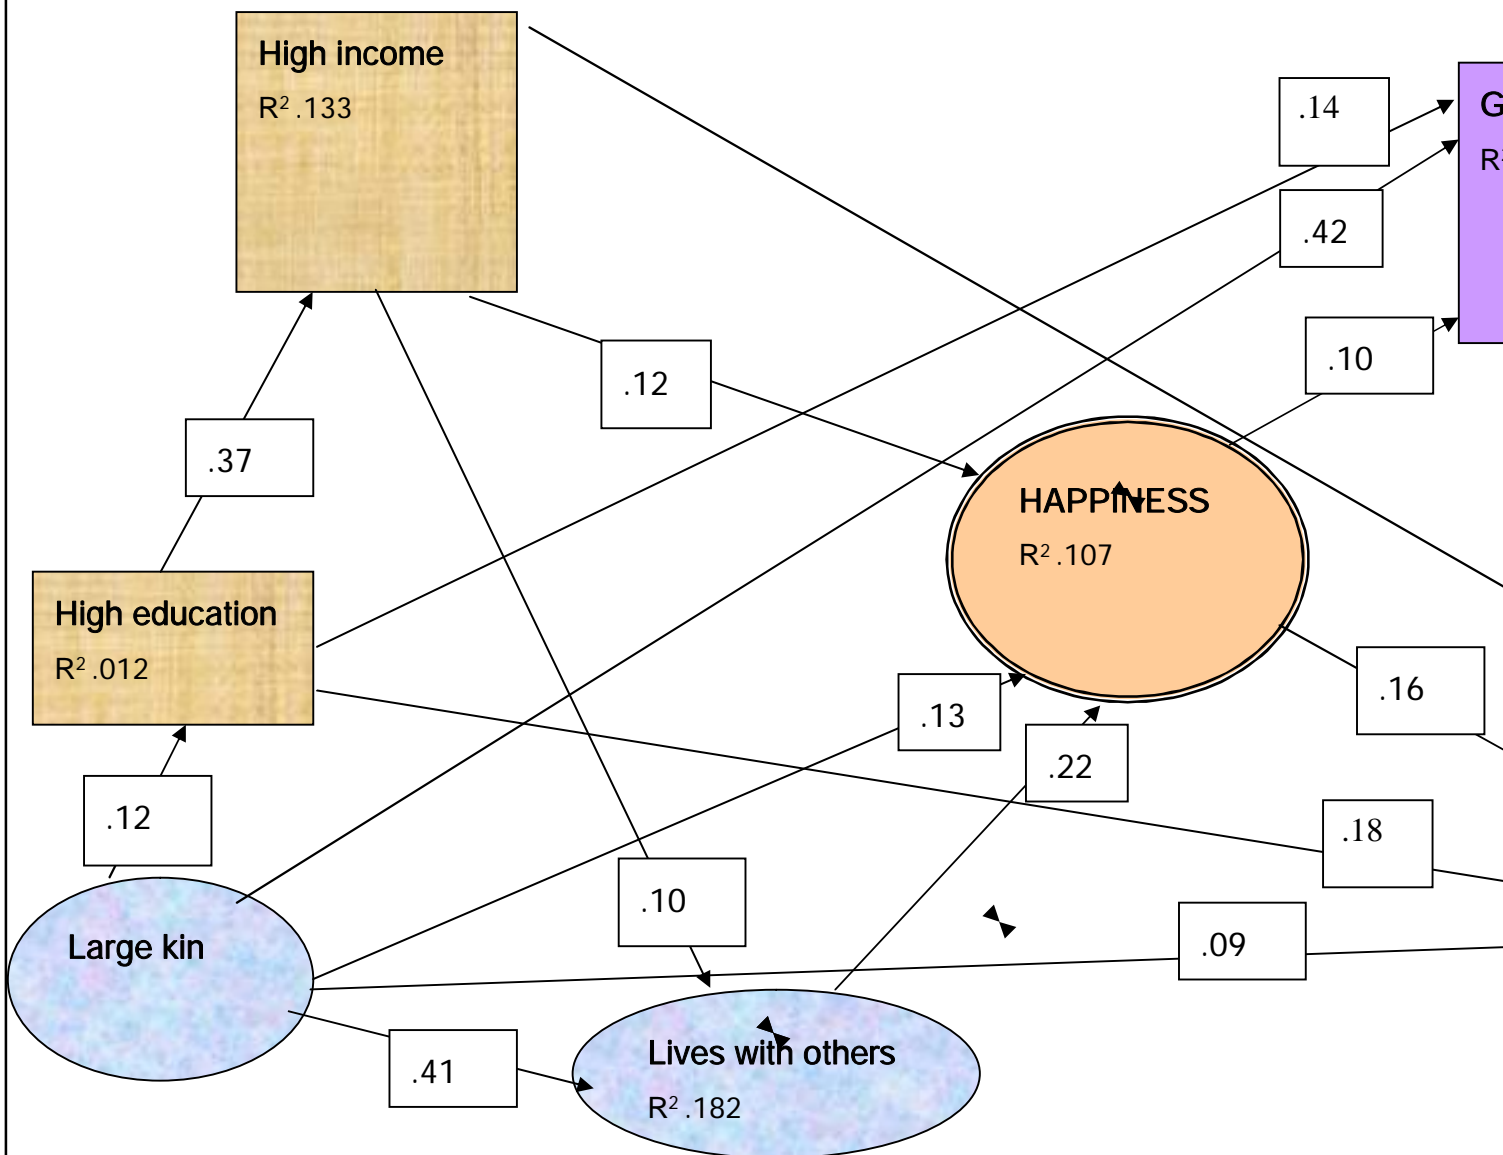 High income
R² .133
.14
G
R²
.42
.12
.10
.37
HAPPINESS
R² .107
High education
R² .012
.13
.16
.22
.12
.18
.10
Large kin
.09
.41
Lives with others
R² .182